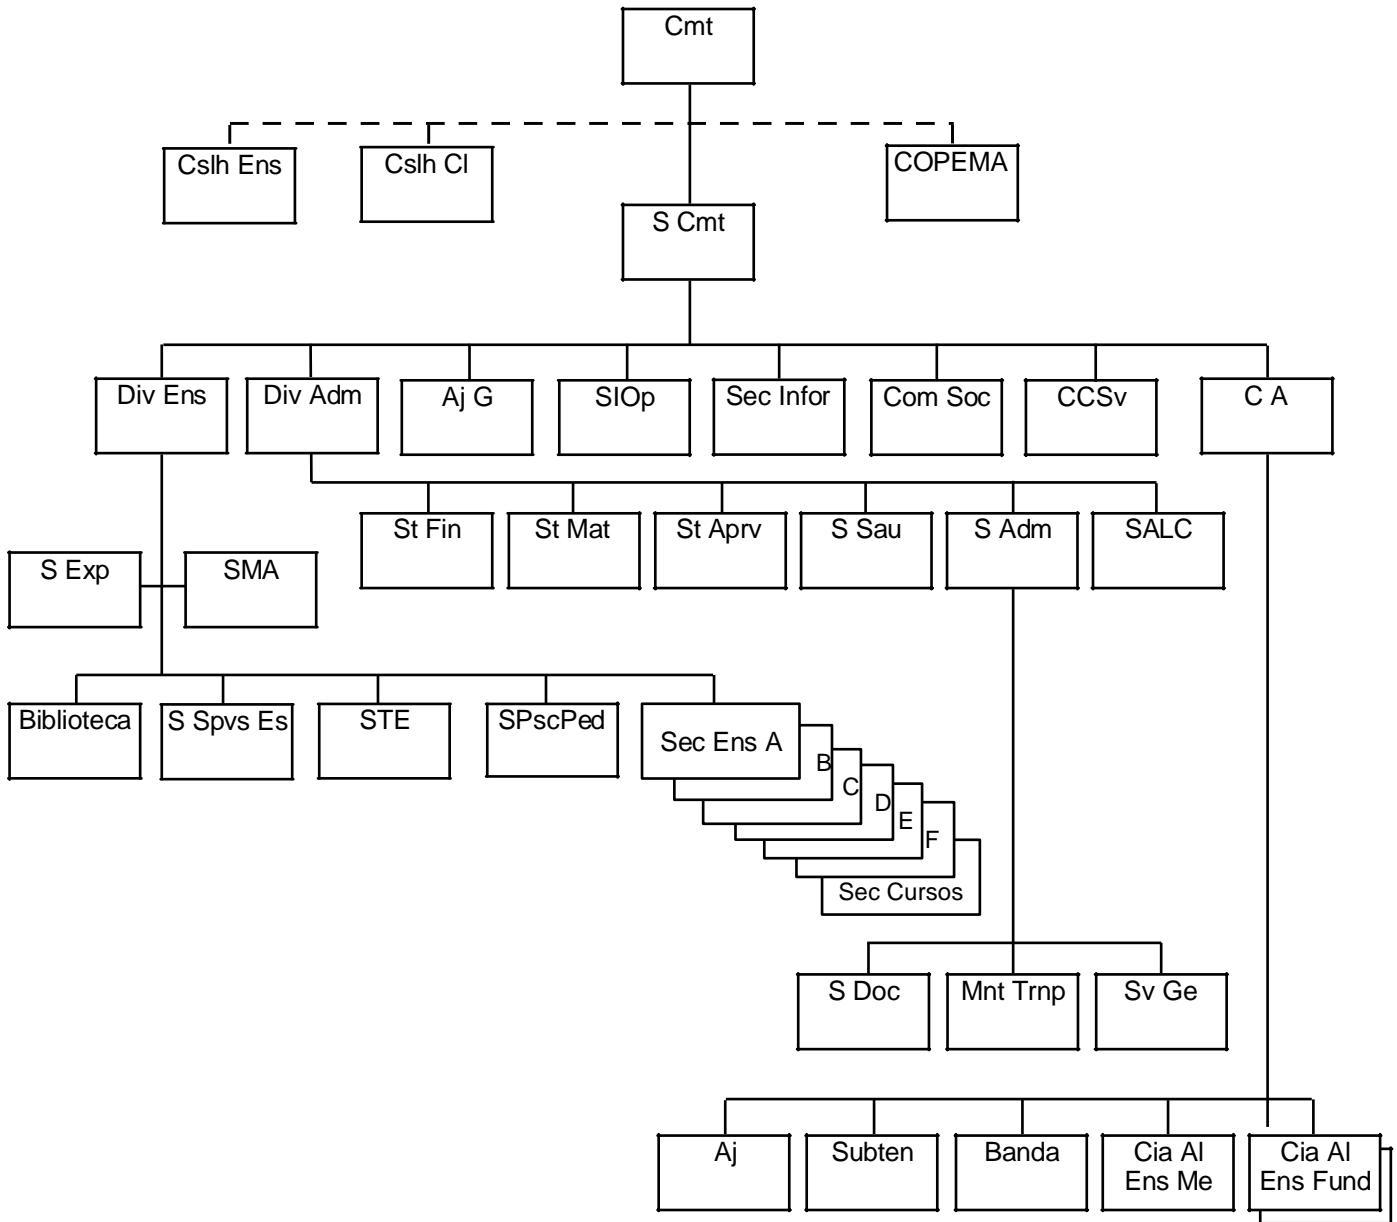 Cmt
Cslh Ens
Cslh Cl
COPEMA
S Cmt
Div Ens
Div Adm
Aj G
SIOp
Sec Infor
Com Soc
CCSv
C A
St Fin
St Mat
St Aprv
S Sau
S Adm
SALC
S Exp
SMA
Biblioteca
S Spvs Es
STE
SPscPed
Sec Ens A
B
C
D
E
F
Sec Cursos
S Doc
Mnt Trnp
Sv Ge
Aj
Subten
Banda
Cia Al
Ens Me
Cia Al
Ens Fund